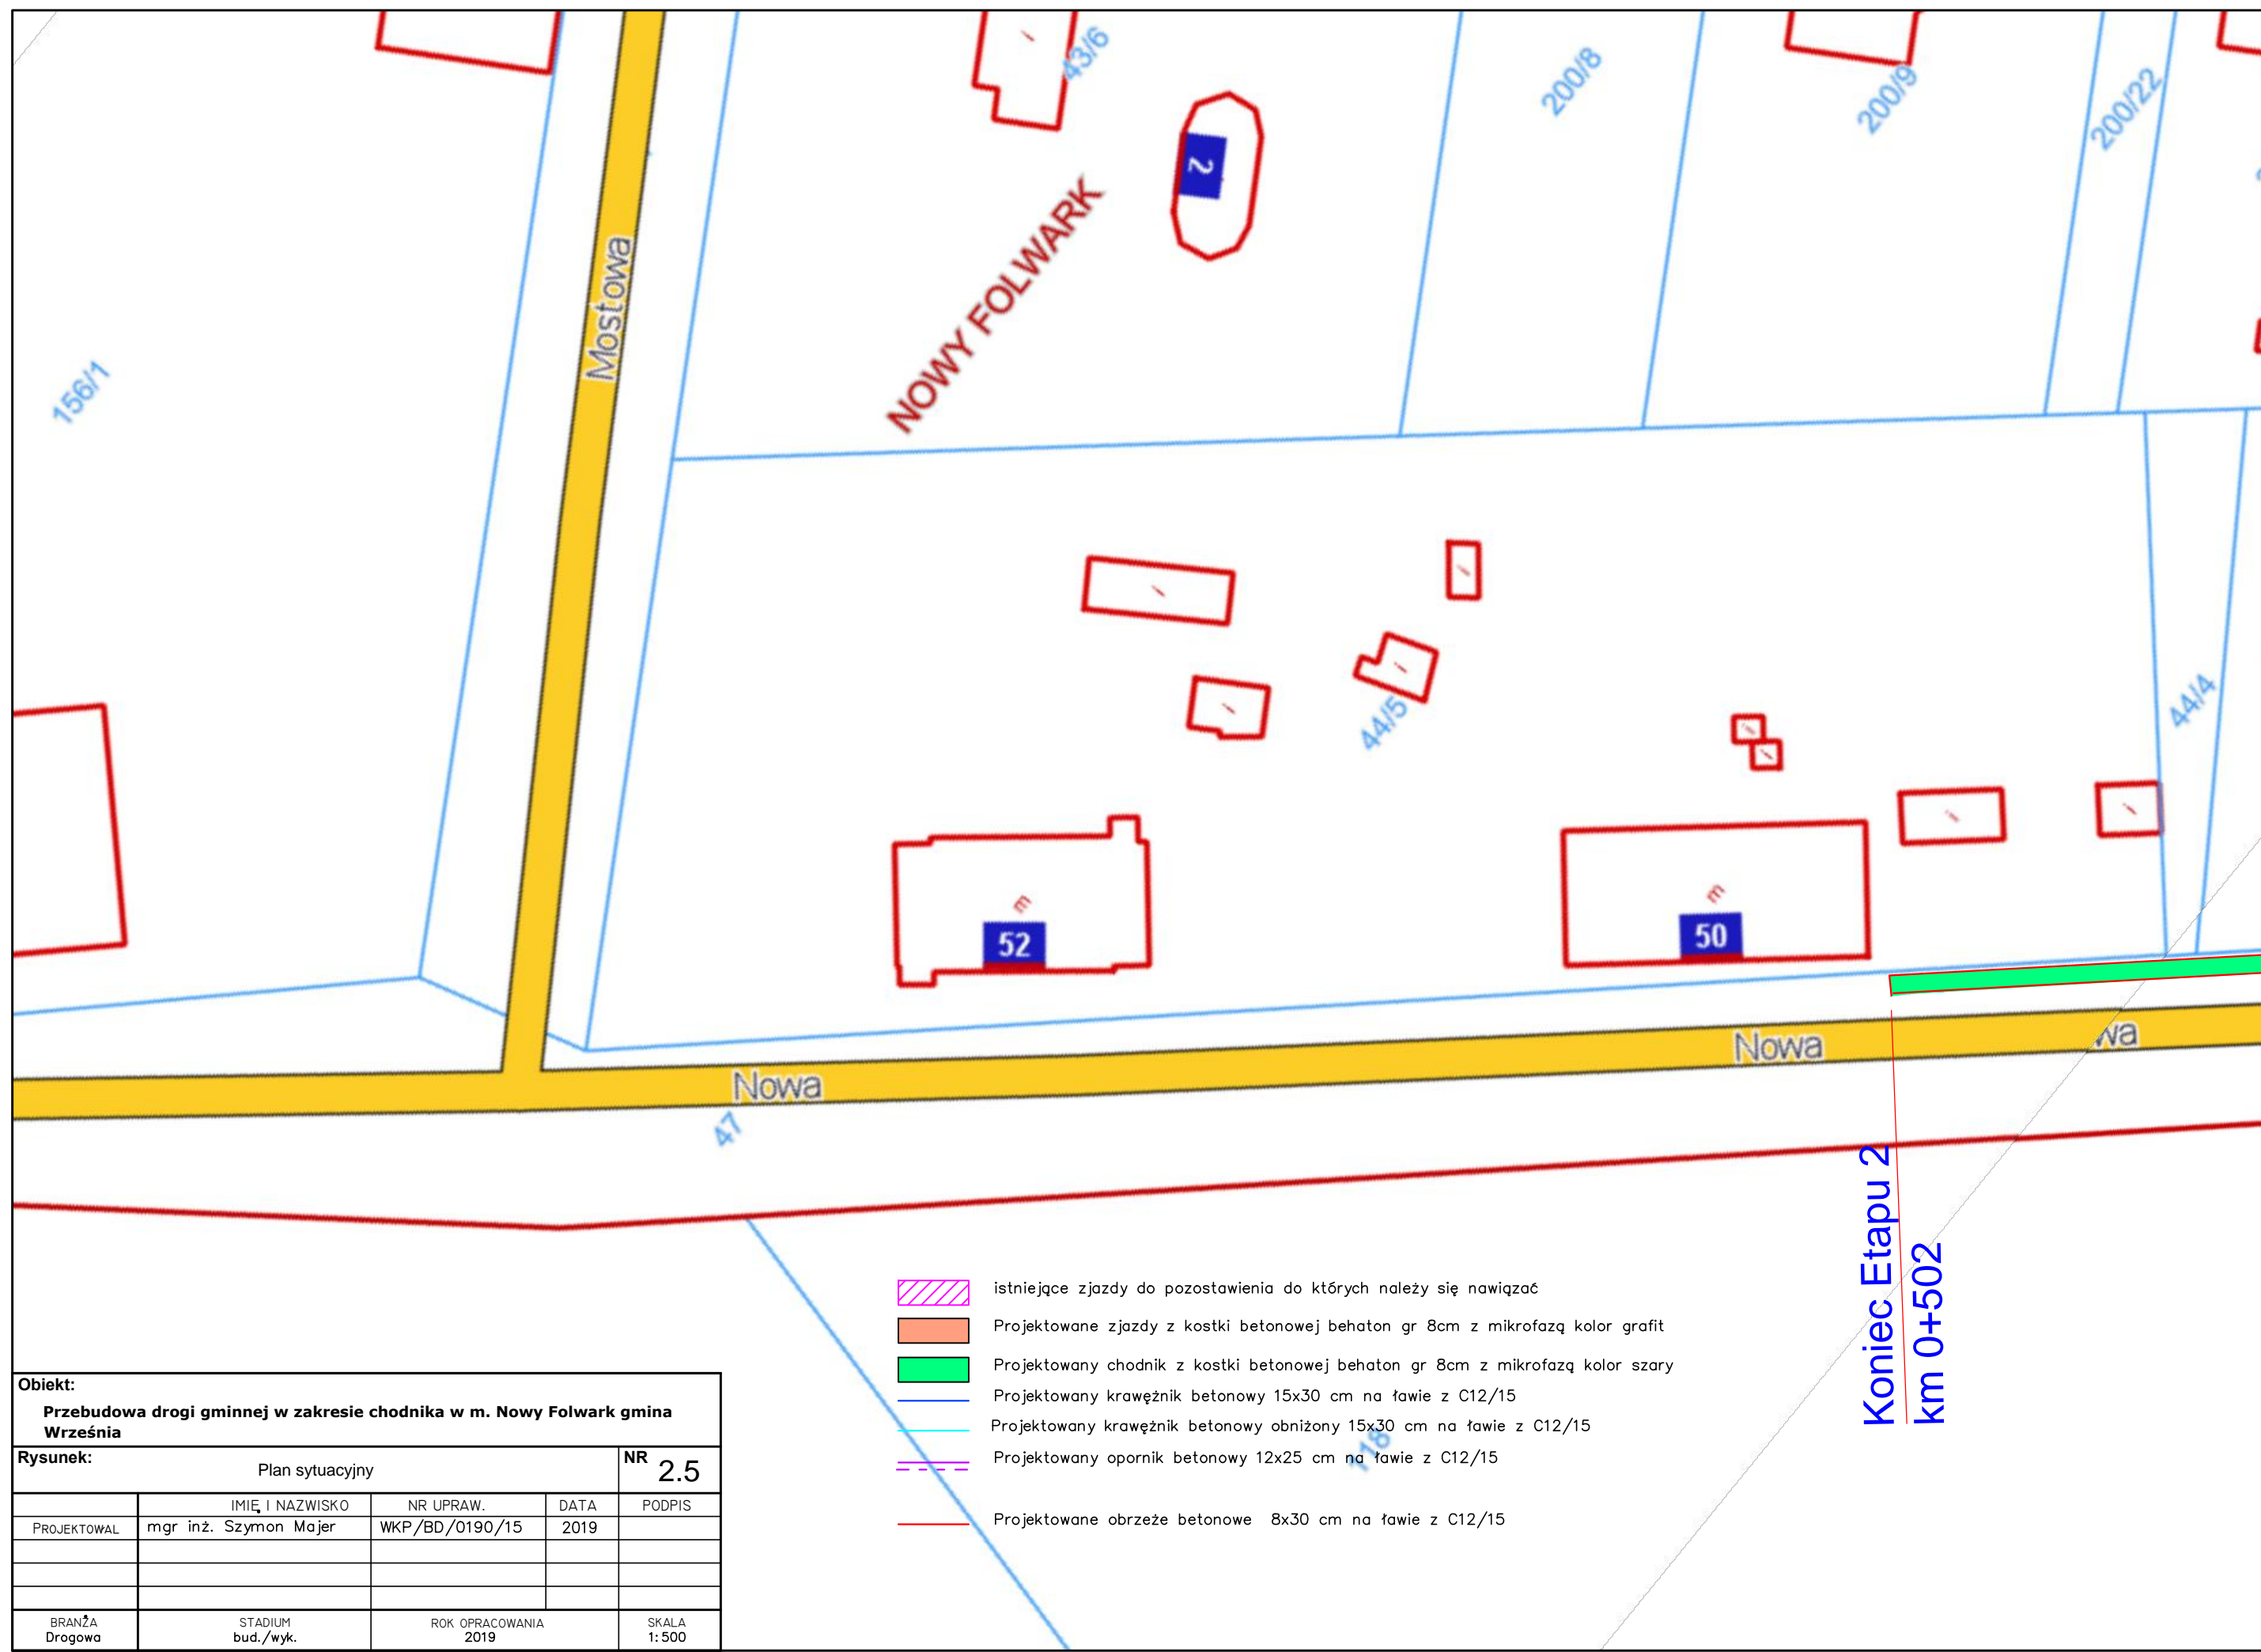 43/6
200/8
200/9
200/22
2
NOWY FOLWARK
Mostowa
156/1
i
i
i
i
i
44/5
44/4
i
i
i
i
m
52
m
50
Nowa
wa
Nowa
47
Koniec Etapu 2
km 0+502
118
istniejące zjazdy do pozostawienia do których należy się nawiązać
Projektowane zjazdy z kostki betonowej behaton gr 8cm z mikrofazą kolor grafit
Projektowany chodnik z kostki betonowej behaton gr 8cm z mikrofazą kolor szary
Projektowany krawężnik betonowy 15x30 cm na ławie z C12/15
Projektowany krawężnik betonowy obniżony 15x30 cm na ławie z C12/15
Projektowany opornik betonowy 12x25 cm na ławie z C12/15
Projektowane obrzeże betonowe 8x30 cm na ławie z C12/15
Obiekt:
Przebudowa drogi gminnej w zakresie chodnika w m. Nowy Folwark gmina
Września
Rysunek:
Plan sytuacyjny
NR 2.5
IMIĘ I NAZWISKO NR UPRAW. DATA PODPIS
PROJEKTOWAŁ mgr inż. Szymon Majer WKP/BD/0190/15 2019
BRANŻA STADIUM ROK OPRACOWANIA SKALA
Drogowa bud./wyk. 2019 1:500